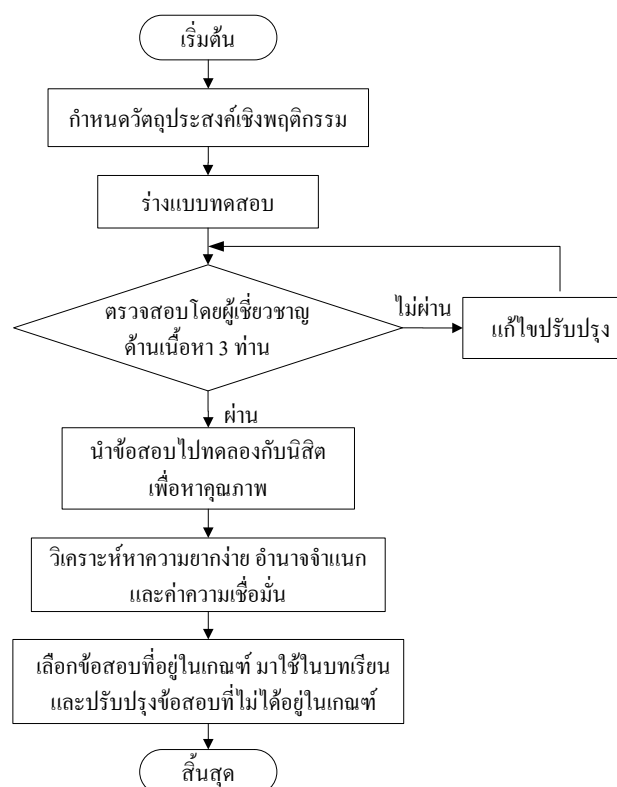 เริ่มต้น
กำหนดวัตถุประสงค์เชิงพฤติกรรม
ร่างแบบทดสอบ
ตรวจสอบโดยผู้เชี่ยวชาญ
ด้านเนื้อหา 3 ท่าน
ไม่ผ่าน
แก้ไขปรับปรุง
ผ่าน
นำข้อสอบไปทดลองกับนิสิต
เพื่อหาคุณภาพ
วิเคราะห์หาความยากง่าย อำนาจจำแนก
และค่าความเชื่อมั่น
เลือกข้อสอบที่อยู่ในเกณฑ์ มาใช้ในบทเรียน
และปรับปรุงข้อสอบที่ไม่ได้อยู่ในเกณฑ์
สิ้นสุด